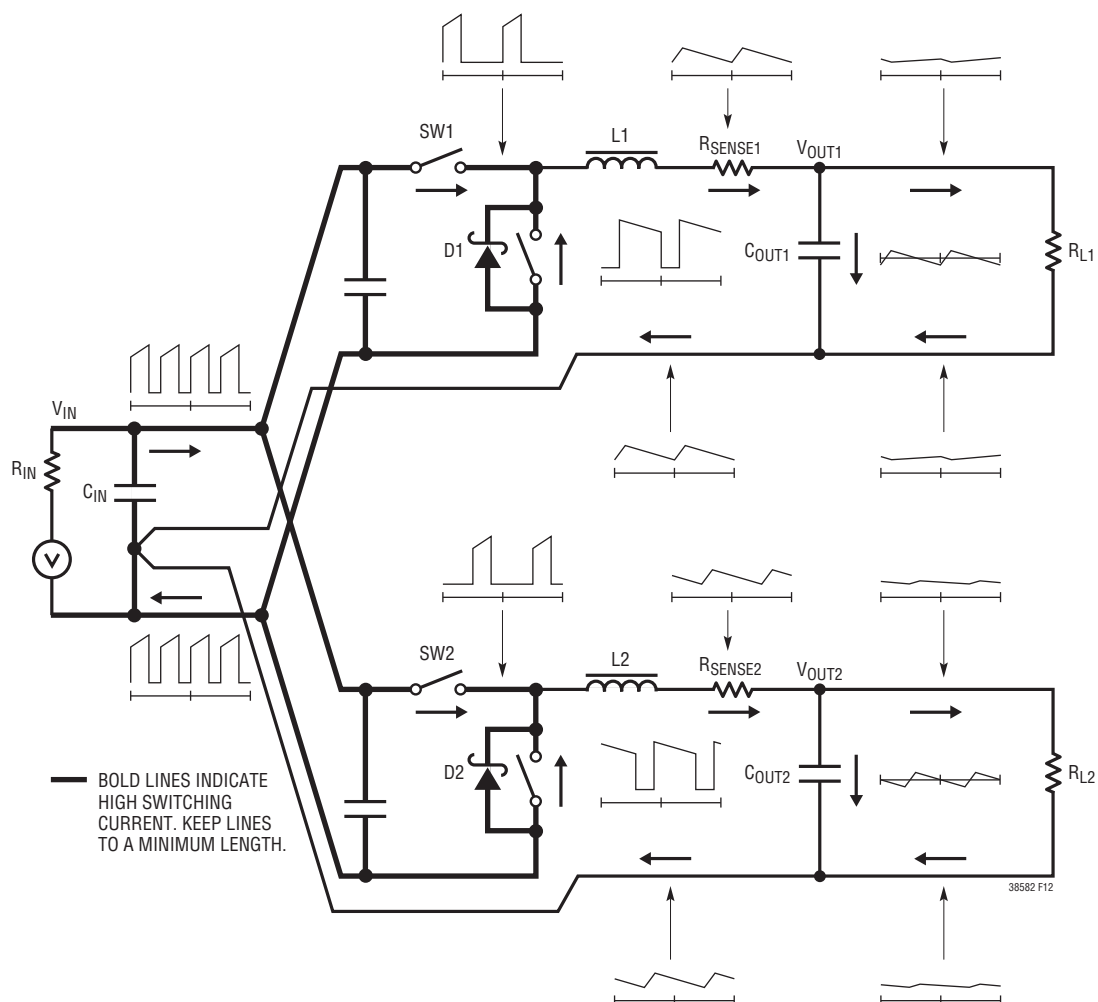 SW1
L1
RSENSE1
VOUT1
D1
COUT1
RL1
VIN
RIN
CIN
V
SW2
L2
RSENSE2
VOUT2
D2
COUT2
RL2
BOLD LINES INDICATE
HIGH SWITCHING
CURRENT. KEEP LINES
TO A MINIMUM LENGTH.
38582 F12